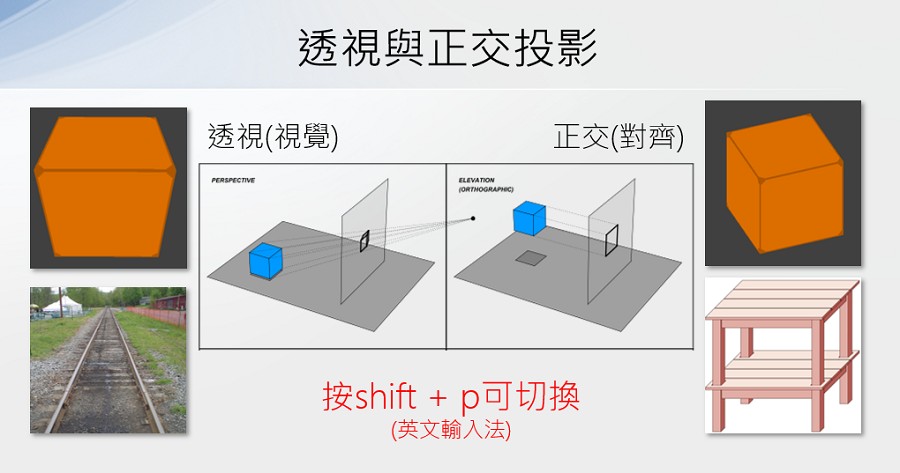 透視與正交投影
透視(視覺)
正交(對齊)
PERSPECTIVE
ELEVATION
(ORTHOGRAPHIC)
按shift + p可切換
(英文輸入法)